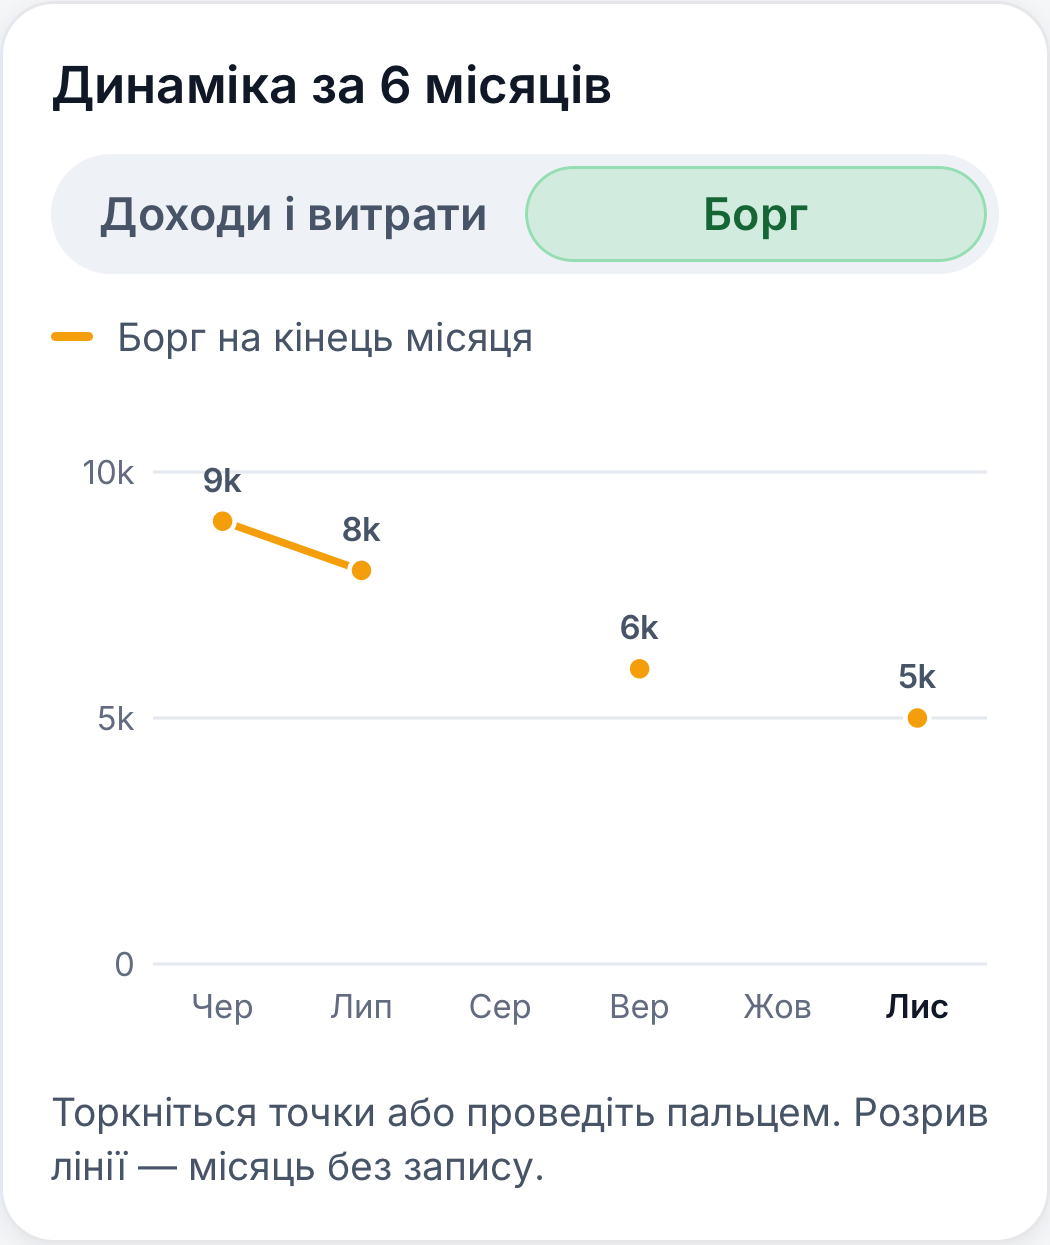 Динаміка за 6 місяців
Доходи і витрати
Борг
Борг на кінець місяця
10k
9k
8k
6k
5k
5k
0
Чер Лип Сер Вер Жов Лис
Торкніться точки або проведіть пальцем. Розрив
лінії — місяць без запису.